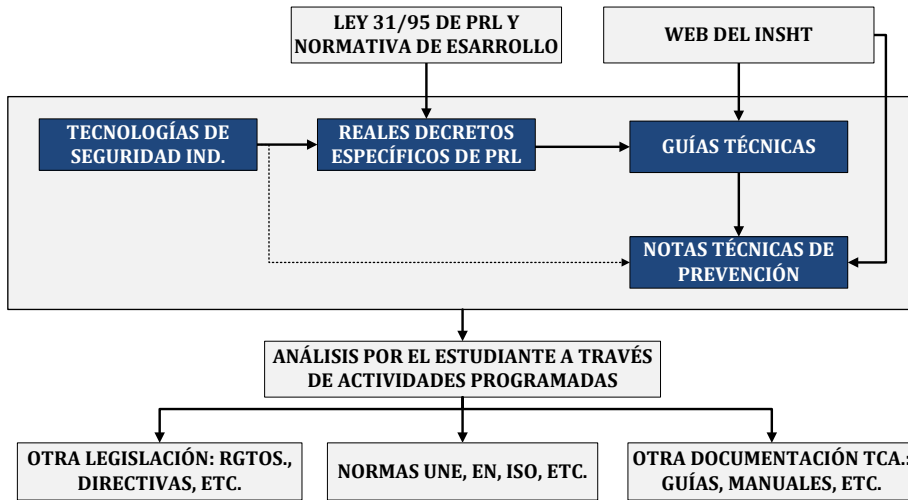 LEY 31/95 DE PRL Y
NORMATIVA DE ESARROLLO
WEB DEL INSHT
TECNOLOGÍAS DE
SEGURIDAD IND.
REALES DECRETOS
ESPECÍFICOS DE PRL
GUÍAS TÉCNICAS
NOTAS TÉCNICAS DE
PREVENCIÓN
ANÁLISIS POR EL ESTUDIANTE A TRAVÉS
DE ACTIVIDADES PROGRAMADAS
OTRA LEGISLACIÓN: RGTOS.,
DIRECTIVAS, ETC.
NORMAS UNE, EN, ISO, ETC.
OTRA DOCUMENTACIÓN TCA.:
GUÍAS, MANUALES, ETC.